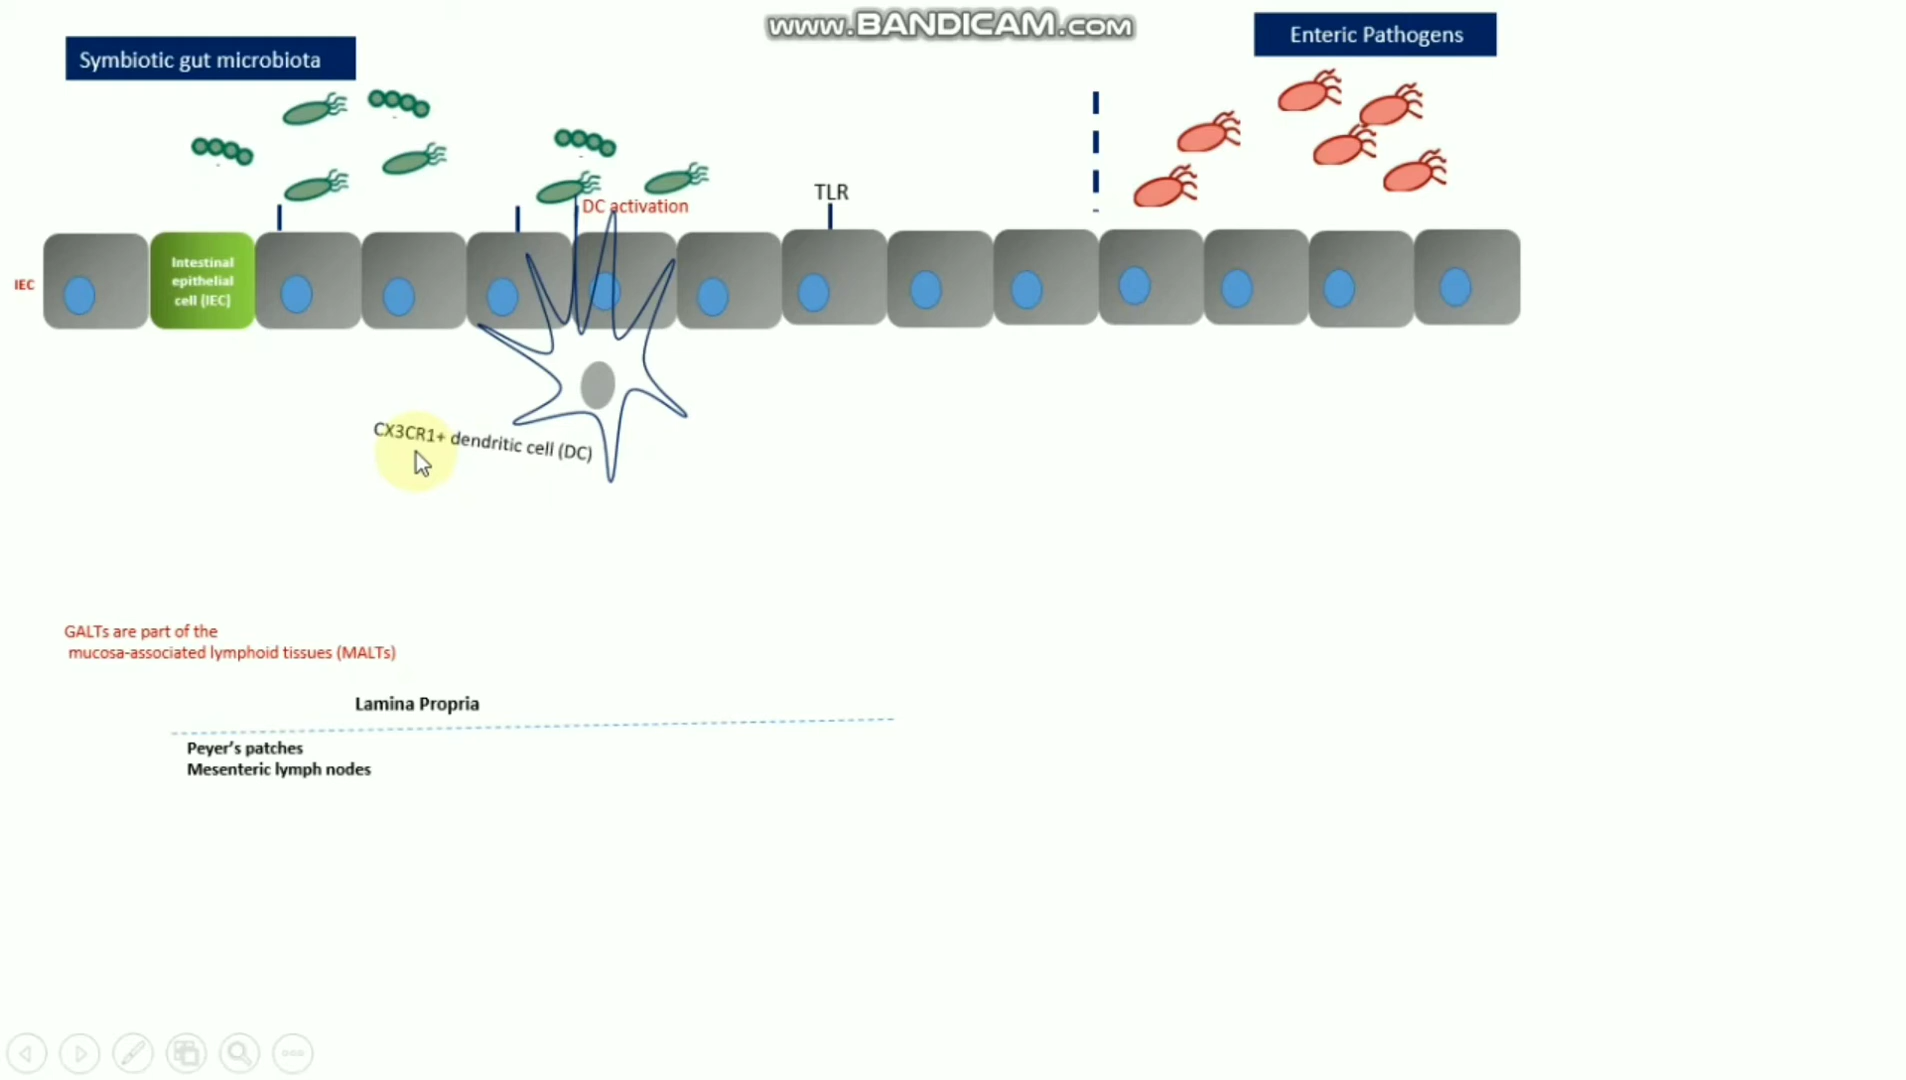 www.BANDICAM.com
Enteric Pathogens
Symbiotic gut microbiota
TLR
DC activation
IEC
Intestinal
epithelial
cell (IEC)
CX3CR1+ dendritic cell (DC)
GALTs are part of the
mucosa-associated lymphoid tissues (MALTs)
Lamina Propria
Peyer's patches
Mesenteric lymph nodes